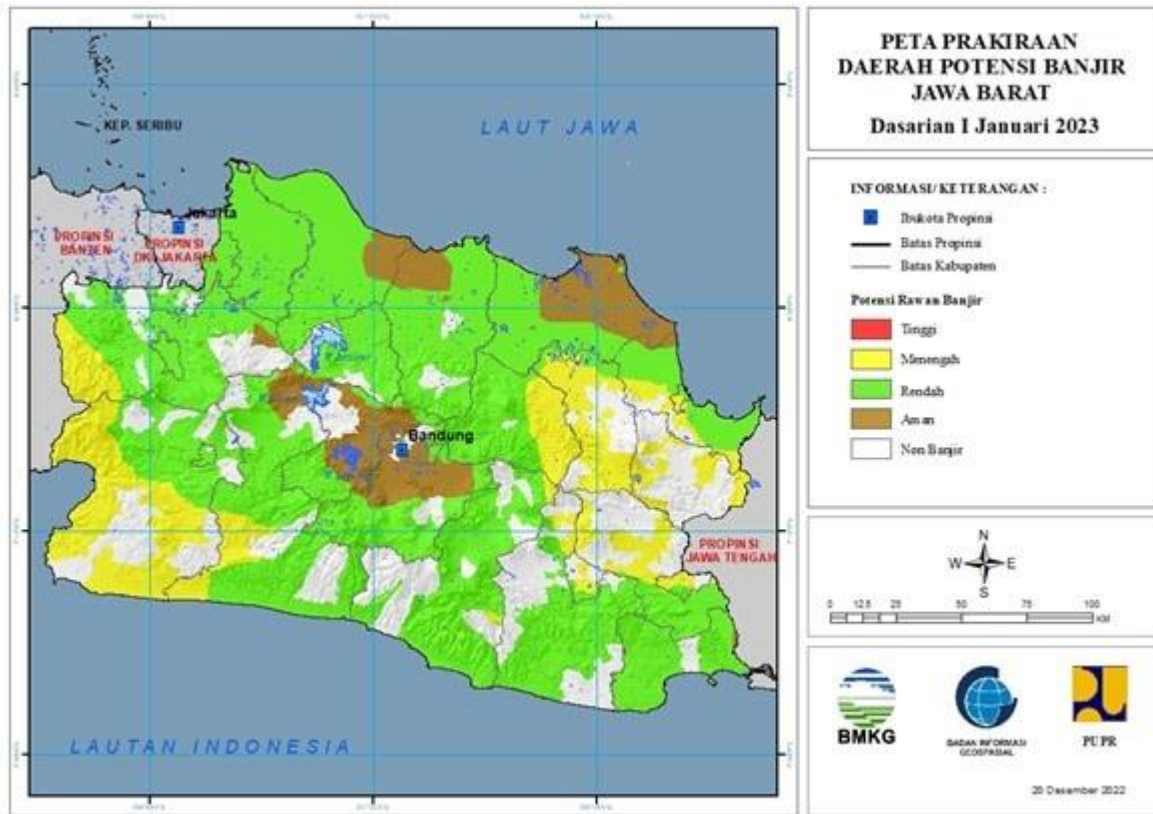 KEP. SERIBU
LAUT JAWA
Jakarta
PROPINSI
BANTEN
PROPINSI
DKI JAKARTA
Bandung
PROPINSI
JAWA TENGAH
LAUTAN INDONESIA
PETA PRAKIRAAN
DAERAH POTENSI BANJIR
JAWA BARAT
Dasarian I Januari 2023
INFORMASI/ KETERANGAN :
Ibukota Propinsi
Batas Propinsi
Batas Kabupaten
Potensi Rawan Banjir
Tinggi
Menengah
Rendah
Aman
Non Banjir
N
W E
S
0 12.5 25 50 75 100
KM
BMKG
BADAN INFORMASI
GEOSPASIAL
PUPR
20 Desember 2022